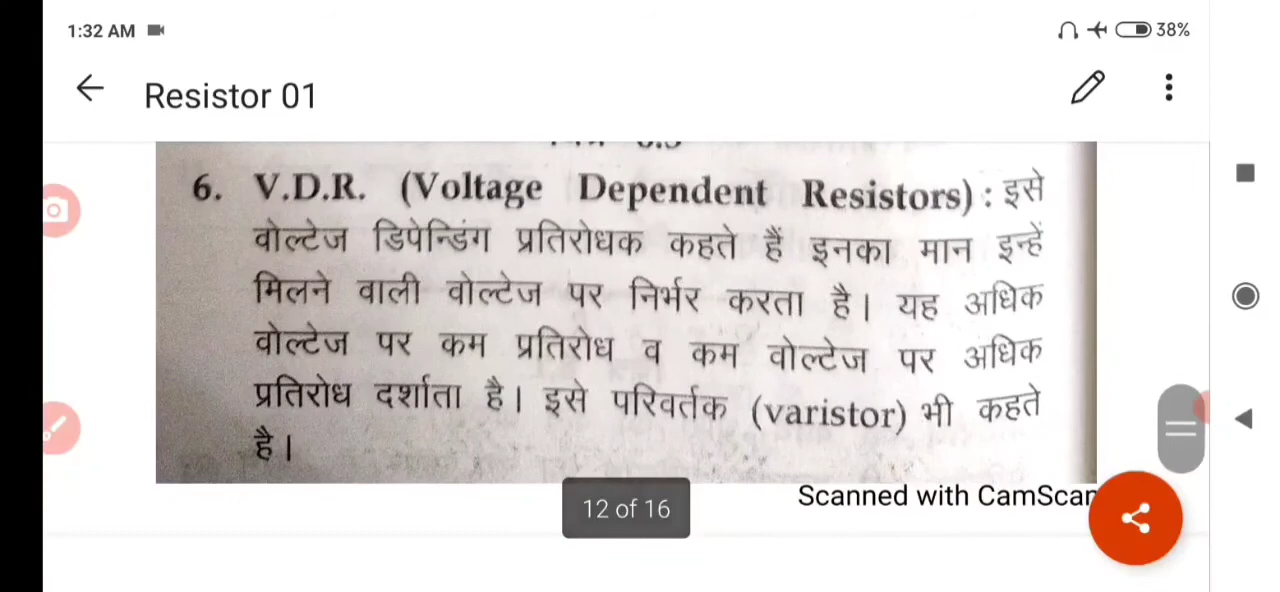 1:32 AM
38%
Resistor 01
6. V.D.R. (Voltage Dependent Resistors) : इसे
वोल्टेज डिपेन्डिंग प्रतिरोधक कहते हैं इनका मान इन्हें
मिलने वाली वोल्टेज पर निर्भर करता है। यह अधिक
वोल्टेज पर कम प्रतिरोध व कम वोल्टेज पर अधिक
प्रतिरोध दर्शाता है। इसे परिवर्तक (varistor) भी कहते
है।
12 of 16
Scanned with CamScan